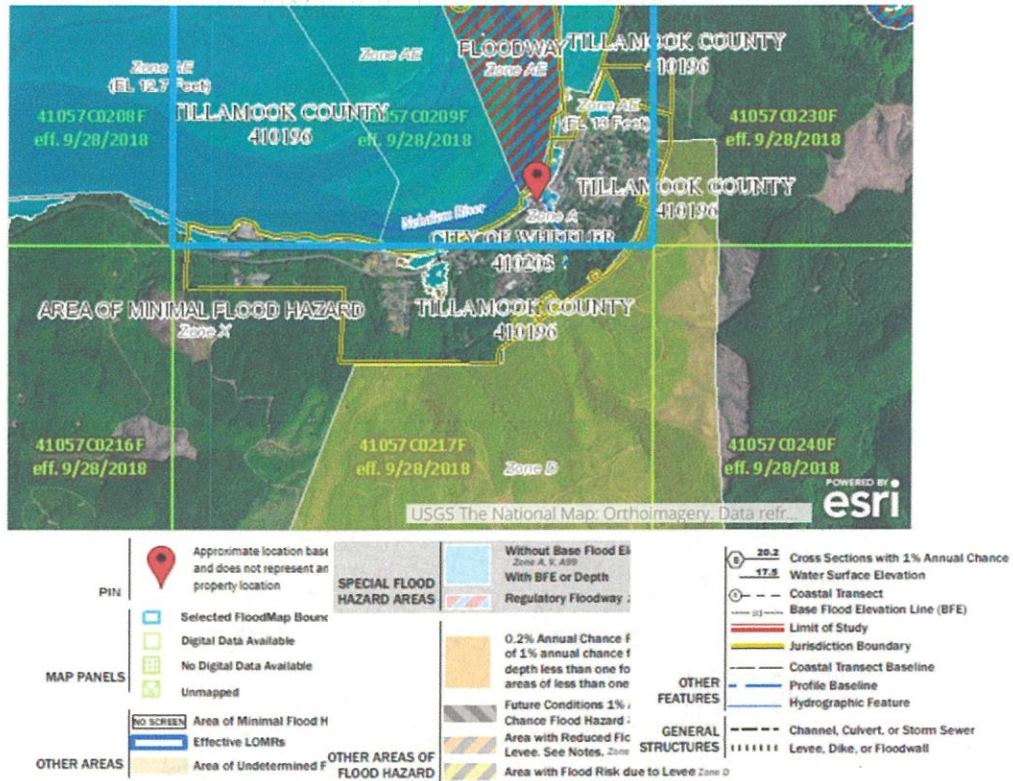 Zone AE
(EL 12.7 Feet)
Zone AE
FLOODWAY
Zone AE
TILLAMOOK COUNTY
410196
Zone AE
(EL 13 Feet)
41057C0208F
eff. 9/28/2018
TILLAMOOK COUNTY
410196
57C0209F
eff. 9/28/2018
41057C0230F
eff. 9/28/2018
TILLAMOOK COUNTY
410196
Nehalem River
Zone A
CITY OF WHEELER
410203
AREA OF MINIMAL FLOOD HAZARD
Zone X
TILLAMOOK COUNTY
410196
41057C0216F
eff. 9/28/2018
41057C0217F
eff. 9/28/2018
Zone D
41057C0240F
eff. 9/28/2018
POWERED BY
esri
USGS The National Map: Orthoimagery. Data refr...
PIN
Approximate location base
and does not represent an
property location
MAP PANELS
Selected FloodMap Boun
Digital Data Available
No Digital Data Available
Unmapped
OTHER AREAS
NO SCREEN Area of Minimal Flood H
Effective LOMRs
Area of Undetermined F
SPECIAL FLOOD
HAZARD AREAS
Without Base Flood El
Zone A, V, A99
With BFE or Depth
Regulatory Floodway
OTHER AREAS OF
FLOOD HAZARD
0.2% Annual Chance F
of 1% annual chance f
depth less than one fo
areas of less than one
Future Conditions 1%
Chance Flood Hazard
Area with Reduced Flo
Levee. See Notes. Zone
Area with Flood Risk due to Levee Zone D
OTHER
FEATURES
B 20.2 Cross Sections with 1% Annual Chance
17.5 Water Surface Elevation
Coastal Transect
Base Flood Elevation Line (BFE)
Limit of Study
Jurisdiction Boundary
Coastal Transect Baseline
Profile Baseline
Hydrographic Feature
GENERAL
STRUCTURES
Channel, Culvert, or Storm Sewer
Levee, Dike, or Floodwall